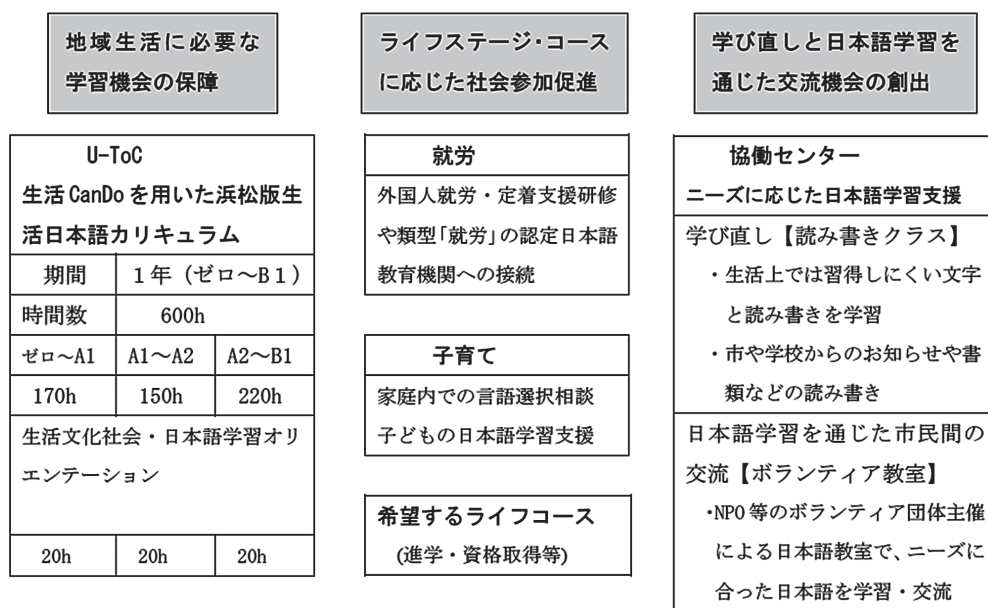 地域生活に必要な
学習機会の保障
ライフステージ・コース
に応じた社会参加促進
学び直しと日本語学習を
通じた交流機会の創出
U-ToC
生活CanDoを用いた浜松版生
活日本語カリキュラム
期間 1年(ゼロ～B1)
時間数 600h
ゼロ～A1 A1～A2 A2～B1
170h 150h 220h
生活文化社会・日本語学習オリ
エンテーション
20h 20h 20h
就労
外国人就労・定着支援研修
や類型「就労」の認定日本語
教育機関への接続
子育て
家庭内での言語選択相談
子どもの日本語学習支援
希望するライフコース
(進学・資格取得等)
協働センター
ニーズに応じた日本語学習支援
学び直し【読み書きクラス】
・生活上では習得しにくい文字
と読み書きを学習
・市や学校からのお知らせや書
類などの読み書き
日本語学習を通じた市民間の
交流【ボランティア教室】
・NPO等のボランティア団体主催
による日本語教室で、ニーズに
合った日本語を学習・交流